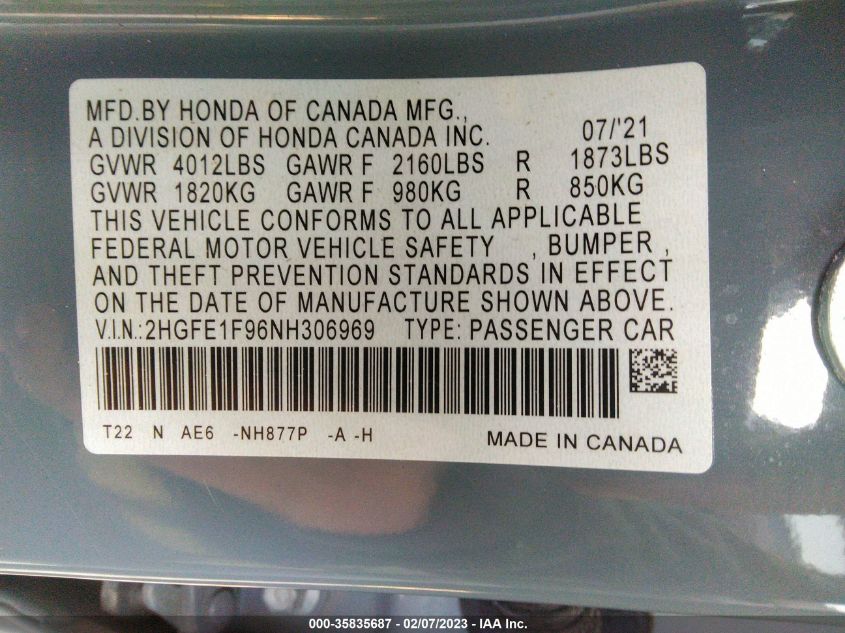 MFD.BY HONDA OF CANADA MFG.,
A DIVISION OF HONDA CANADA INC. 07/'21
GVWR 4012LBS GAWR F 2160LBS R 1873LBS
GVWR 1820KG GAWR F 980KG R 850KG
THIS VEHICLE CONFORMS TO ALL APPLICABLE
FEDERAL MOTOR VEHICLE SAFETY , BUMPER ,
AND THEFT PREVENTION STANDARDS IN EFFECT
ON THE DATE OF MANUFACTURE SHOWN ABOVE.
V.I.N.:2HGFE1F96NH306969 TYPE: PASSENGER CAR
T22 N AE6 -NH877P -A -H MADE IN CANADA
000-35835687 - 02/07/2023 - IAA Inc.